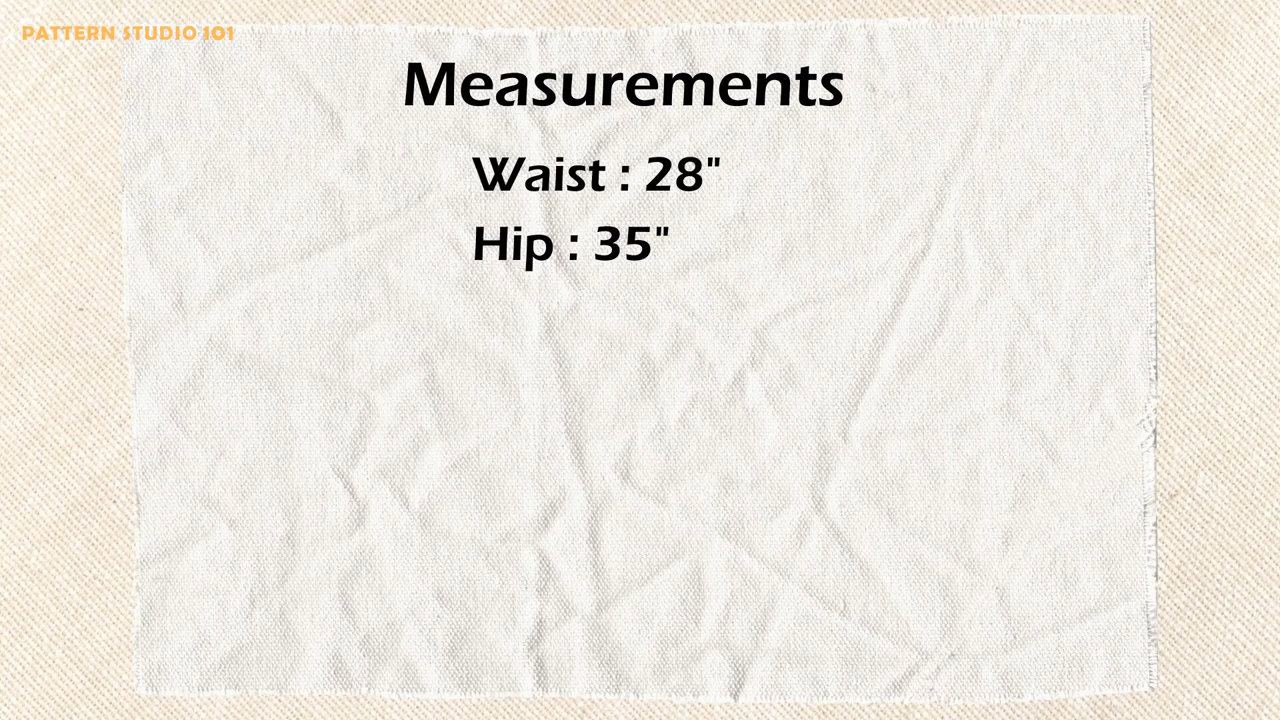 PATTERN STUDIO 101
Measurements
Waist : 28"
Hip : 35"